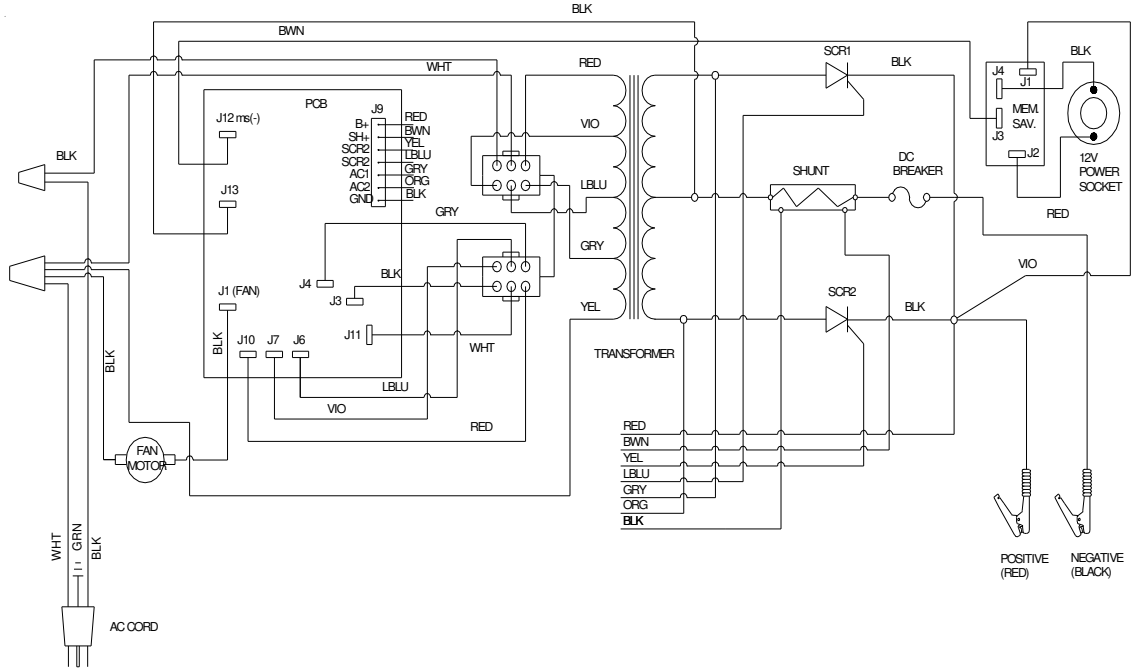 BLK
BWN
WHT
RED
SCR1
BLK
BLK
J4
J1
MEM.
SAV.
J3
J2
12V
POWER
SOCKET
RED
PCB
J9
J12 ms(-)
B+
SH+
SCR2
SCR2
AC1
AC2
GND
RED
BWN
YEL
LBLU
GRY
ORG
BLK
VIO
BLK
J13
LBLU
SHUNT
DC
BREAKER
GRY
GRY
VIO
J4
BLK
J3
J1 (FAN)
YEL
SCR2
BLK
J11
WHT
BLK
BLK
J10
J7
J6
TRANSFORMER
LBLU
VIO
RED
FAN
MOTOR
RED
BWN
YEL
LBLU
GRY
ORG
BLK
WHT
GRN
BLK
POSITIVE
(RED)
NEGATIVE
(BLACK)
AC CORD